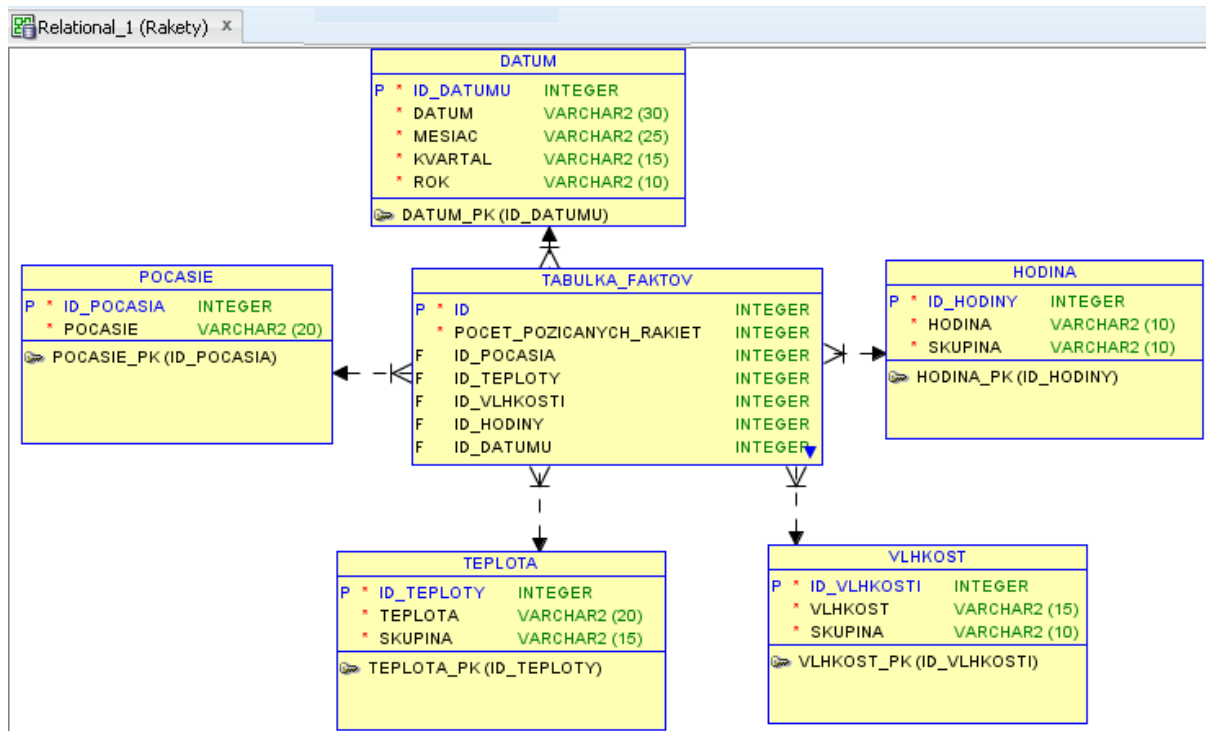 Relational_1 (Rakety) x
DATUM
P * ID_DATUMU INTEGER
* DATUM VARCHAR2 (30)
* MESIAC VARCHAR2 (25)
* KVARTAL VARCHAR2 (15)
* ROK VARCHAR2 (10)
DATUM_PK (ID_DATUMU)
POCASIE
P * ID_POCASIA INTEGER
* POCASIE VARCHAR2 (20)
POCASIE_PK (ID_POCASIA)
TABULKA_FAKTOV
P * ID INTEGER
* POCET_POZICANYCH_RAKIET INTEGER
F ID_POCASIA INTEGER
F ID_TEPLOTY INTEGER
F ID_VLHKOSTI INTEGER
F ID_HODINY INTEGER
F ID_DATUMU INTEGER
HODINA
P * ID_HODINY INTEGER
* HODINA VARCHAR2 (10)
* SKUPINA VARCHAR2 (10)
HODINA_PK (ID_HODINY)
TEPLOTA
P * ID_TEPLOTY INTEGER
* TEPLOTA VARCHAR2 (20)
* SKUPINA VARCHAR2 (15)
TEPLOTA_PK (ID_TEPLOTY)
VLHKOST
P * ID_VLHKOSTI INTEGER
* VLHKOST VARCHAR2 (15)
* SKUPINA VARCHAR2 (10)
VLHKOST_PK (ID_VLHKOSTI)